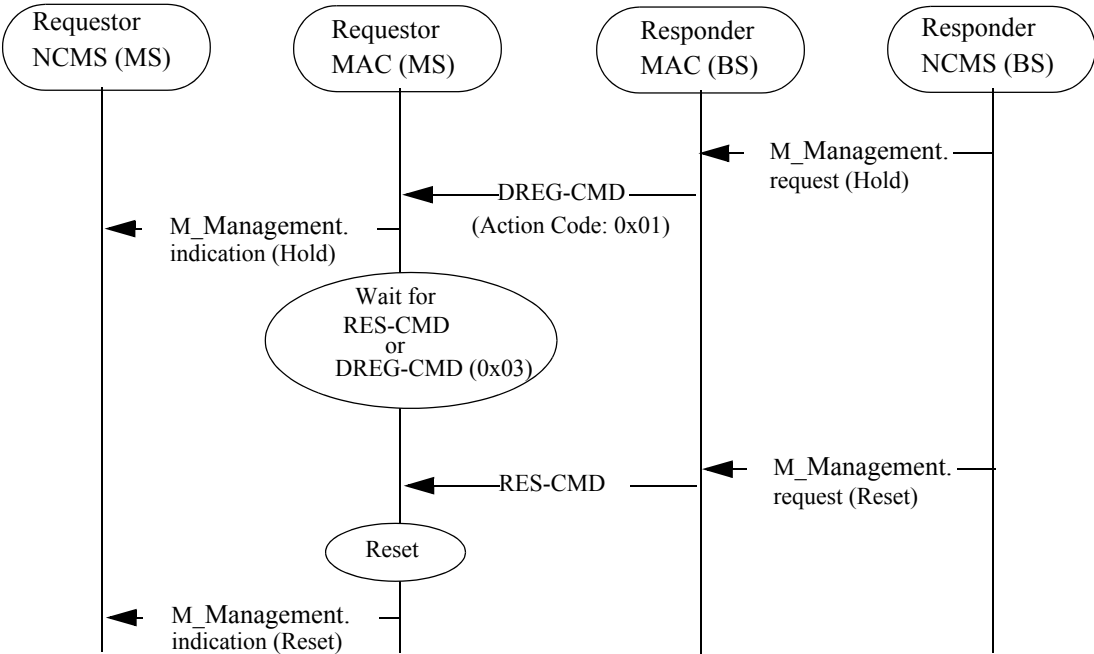 Requestor
NCMS (MS)
Requestor
MAC (MS)
Responder
MAC (BS)
Responder
NCMS (BS)
M_Management.
request (Hold)
DREG-CMD
(Action Code: 0x01)
M_Management.
indication (Hold)
Wait for
RES-CMD
or
DREG-CMD (0x03)
M_Management.
request (Reset)
RES-CMD
Reset
M_Management.
indication (Reset)